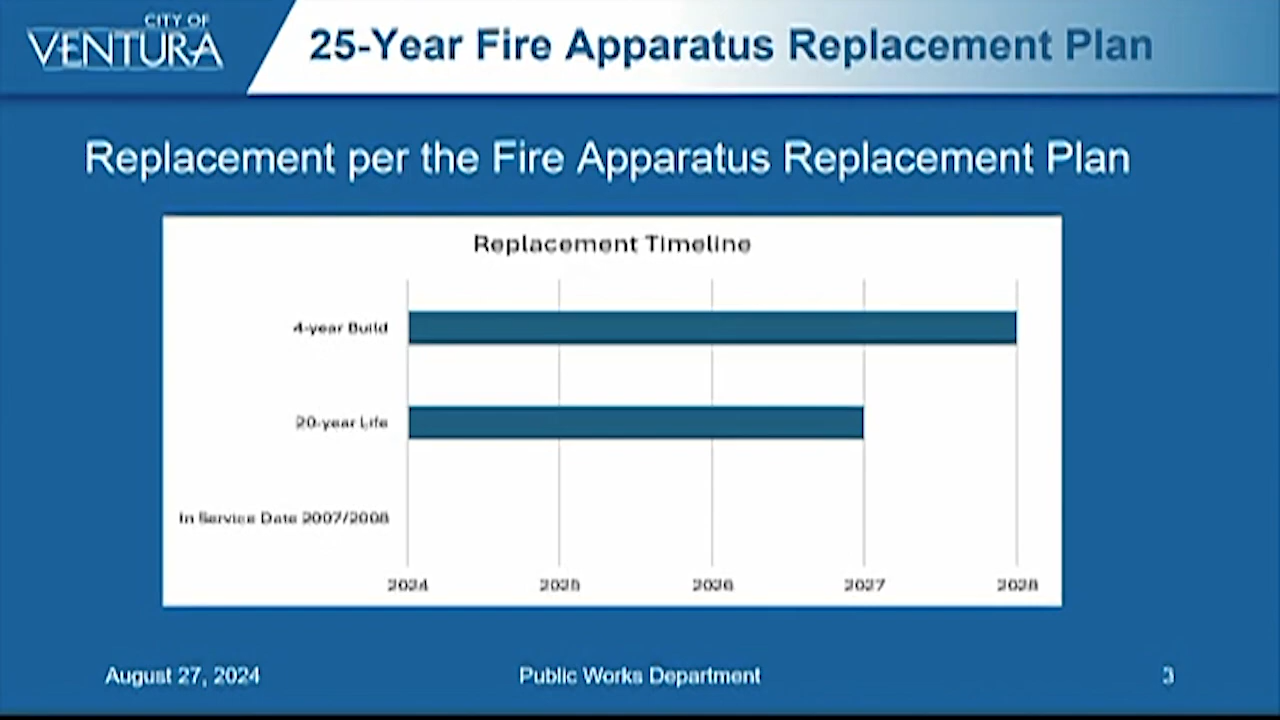 CITY OF
VENTURA
25-Year Fire Apparatus Replacement Plan
Replacement per the Fire Apparatus Replacement Plan
Replacement Timeline
4-year Build
20-year Life
In Service Date 2007/2008
2024 2025 2026 2027 2028
August 27, 2024 Public Works Department 3